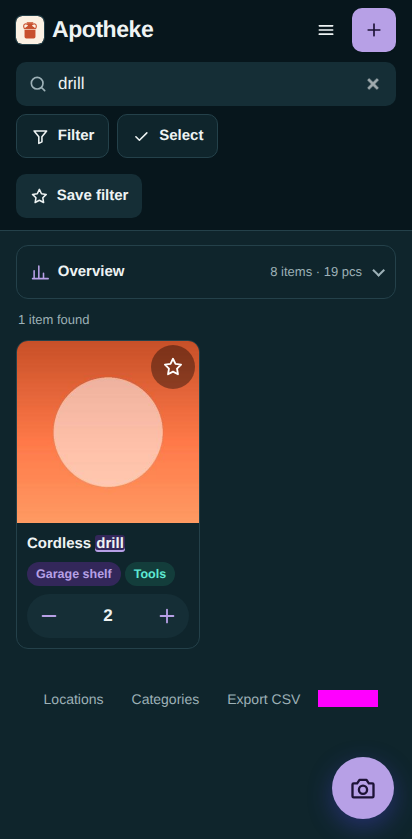 Apotheke
drill
Filter
Select
Save filter
Overview
8 items · 19 pcs
1 item found
Cordless drill
Garage shelf
Tools
2
Locations
Categories
Export CSV